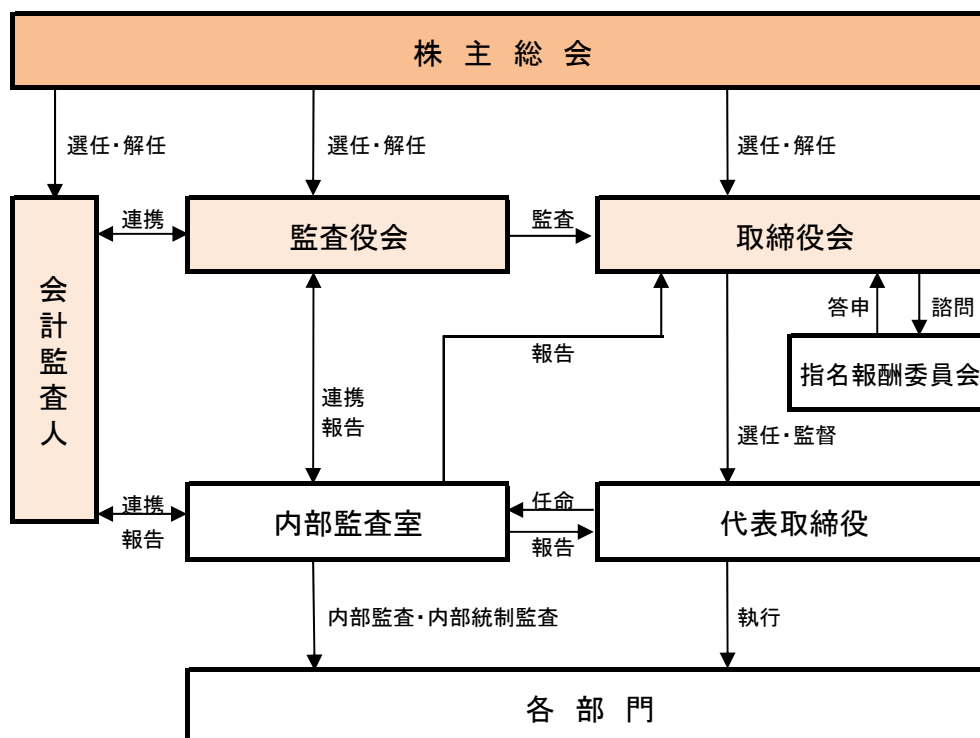 株主総会
選任・解任
選任・解任
選任・解任
会計監査人
連携
監査役会
監査
取締役会
答申
諮問
指名報酬委員会
報告
連携
報告
選任・監督
連携
報告
内部監査室
任命
報告
代表取締役
内部監査・内部統制監査
執行
各部門